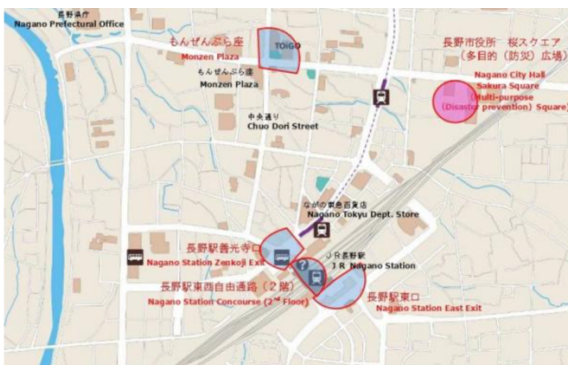 長野県庁
Nagano Prefectural Office
もんぜんぷら座
Monzen Plaza
TOiGO
もんぜんぷら座
Monzen Plaza
中央通り
Chuo Dori Street
長野市役所 桜スクエア
(多目的(防災)広場)
Nagano City Hall
Sakura Square
(Multi-purpose
(Disaster prevention) Square)
ながの東急百貨店
Nagano Tokyu Dept. Store
長野駅善光寺口
Nagano Station Zenkoji Exit
JR長野駅
JR Nagano Station
長野駅東西自由通路(2階)
Nagano Station Concourse (2nd Floor)
長野駅東口
Nagano Station East Exit